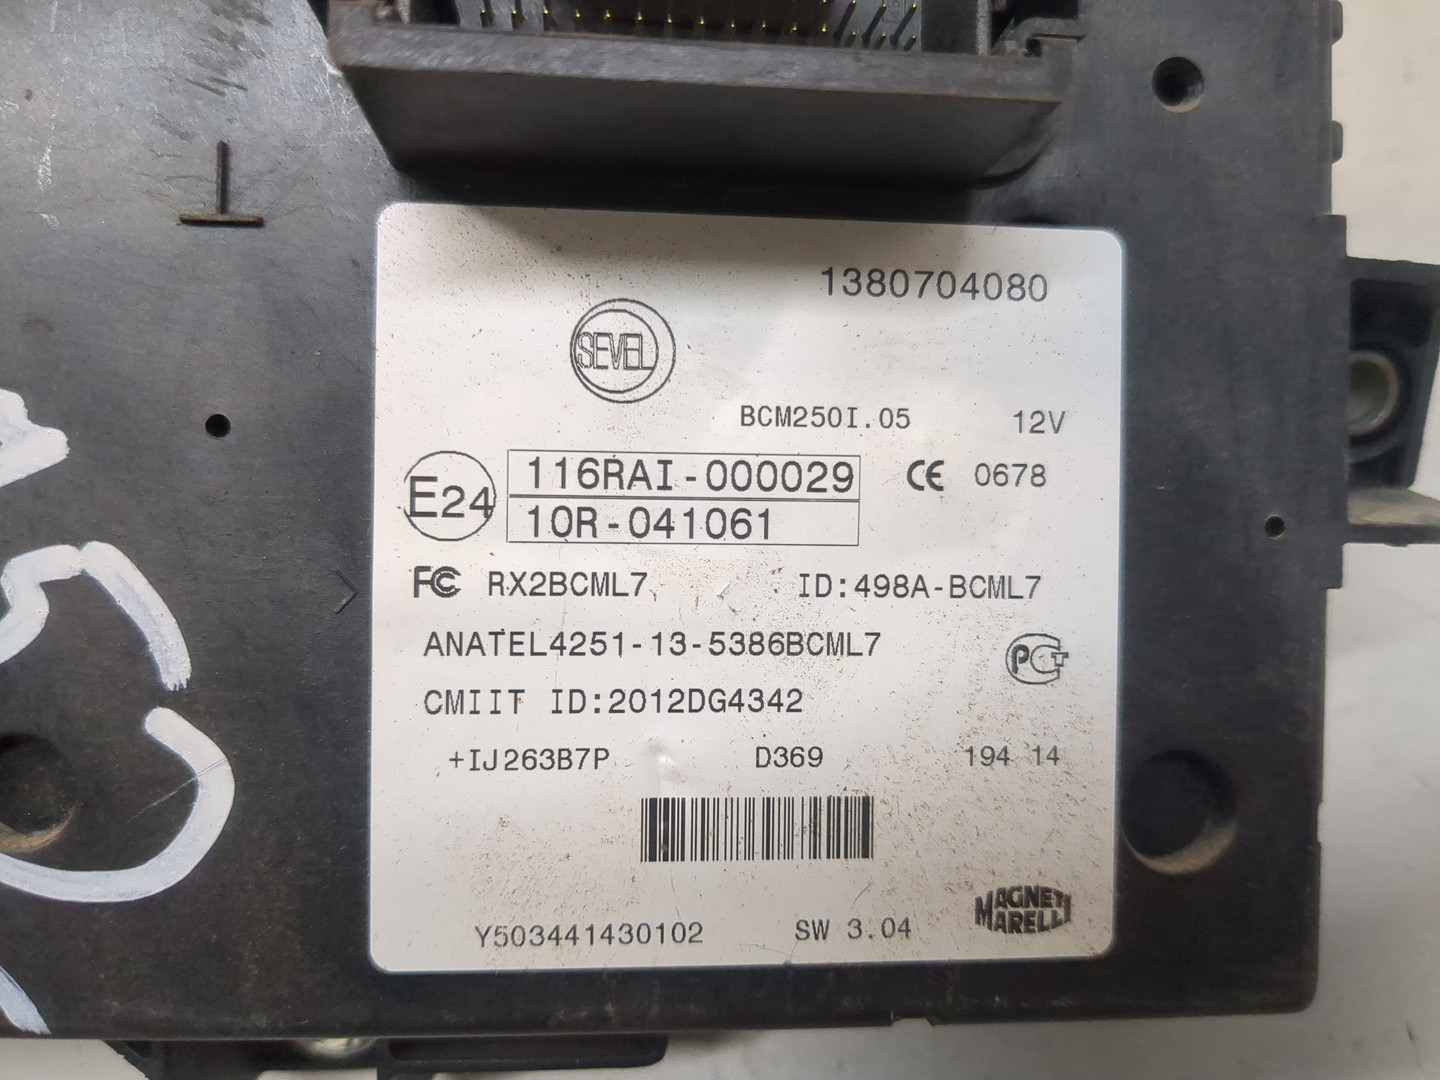 1380704080
SEVEL
BCM250I.05 12V
E24 116RAI-000029 CE 0678
10R-041061
FC RX2BCML7 ID:498A-BCML7
ANATEL4251-13-5386BCML7
РСТ
CMIIT ID:2012DG4342
+IJ263B7P D369 194 14
Y503441430102 SW 3.04
MAGNETI
MARELLI